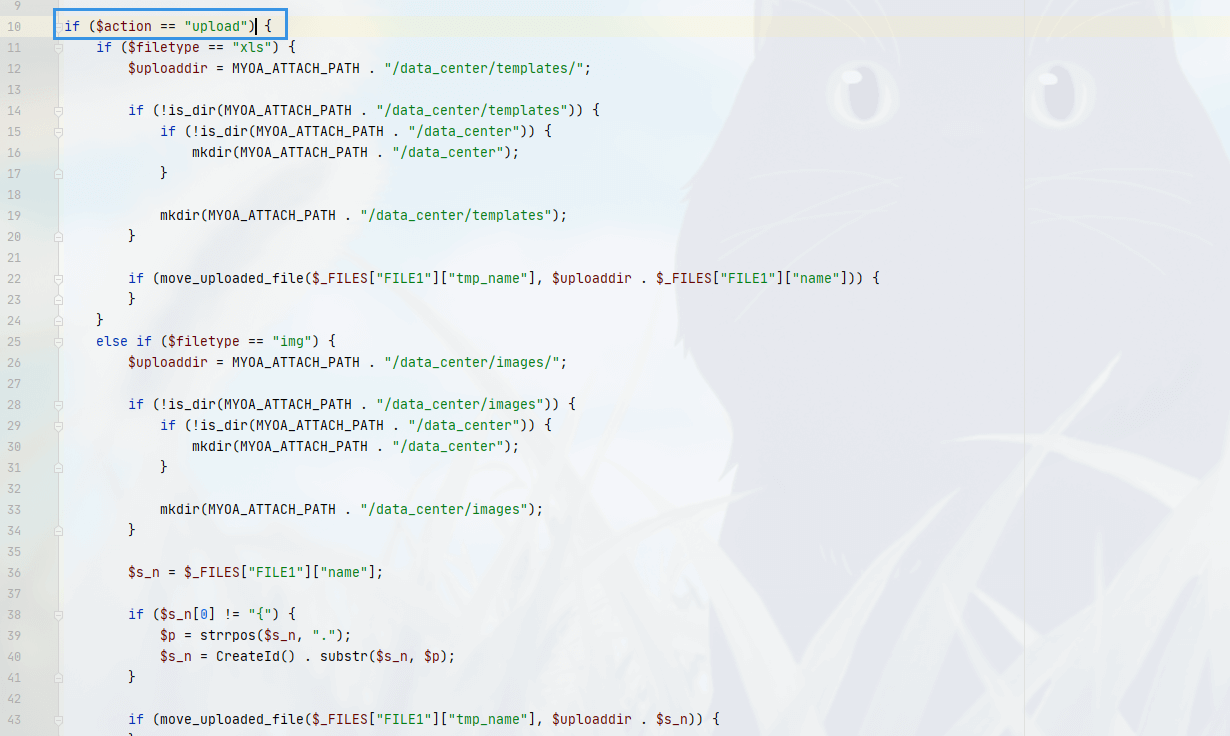 9
10 if ($action == "upload") {
11 if ($filetype == "xls") {
12 $uploaddir = MYOA_ATTACH_PATH . "/data_center/templates/";
13
14 if (!is_dir(MYOA_ATTACH_PATH . "/data_center/templates")) {
15 if (!is_dir(MYOA_ATTACH_PATH . "/data_center")) {
16 mkdir(MYOA_ATTACH_PATH . "/data_center");
17 }
18
19 mkdir(MYOA_ATTACH_PATH . "/data_center/templates");
20 }
21
22 if (move_uploaded_file($_FILES["FILE1"]["tmp_name"], $uploaddir . $_FILES["FILE1"]["name"])) {
23 }
24 }
25 else if ($filetype == "img") {
26 $uploaddir = MYOA_ATTACH_PATH . "/data_center/images/";
27
28 if (!is_dir(MYOA_ATTACH_PATH . "/data_center/images")) {
29 if (!is_dir(MYOA_ATTACH_PATH . "/data_center")) {
30 mkdir(MYOA_ATTACH_PATH . "/data_center");
31 }
32
33 mkdir(MYOA_ATTACH_PATH . "/data_center/images");
34 }
35
36 $s_n = $_FILES["FILE1"]["name"];
37
38 if ($s_n[0] != "{") {
39 $p = strrpos($s_n, ".");
40 $s_n = CreateId() . substr($s_n, $p);
41 }
42
43 if (move_uploaded_file($_FILES["FILE1"]["tmp_name"], $uploaddir . $s_n)) {